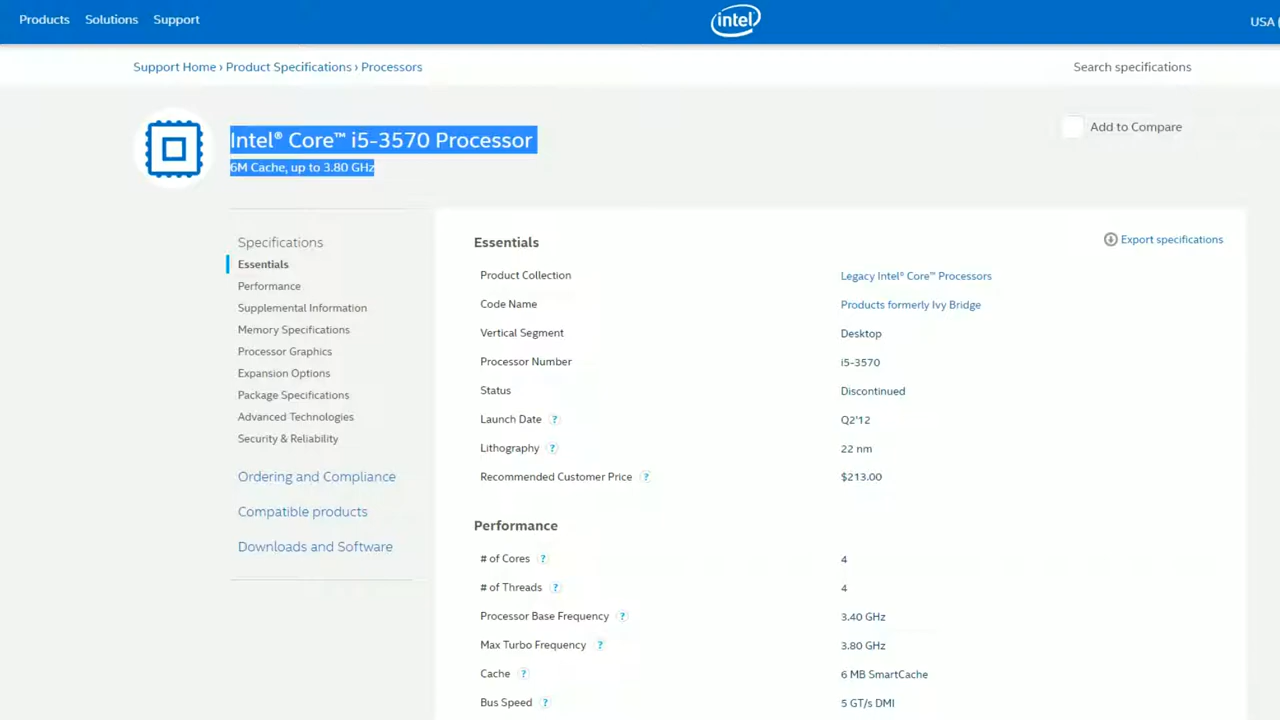 Products Solutions Support
intel
USA
Support Home › Product Specifications › Processors
Search specifications
Intel® Core™ i5-3570 Processor
6M Cache, up to 3.80 GHz
Add to Compare
Specifications
Essentials
Performance
Supplemental Information
Memory Specifications
Processor Graphics
Expansion Options
Package Specifications
Advanced Technologies
Security & Reliability
Ordering and Compliance
Compatible products
Downloads and Software
Essentials
Export specifications
Product Collection Legacy Intel® Core™ Processors
Code Name Products formerly Ivy Bridge
Vertical Segment Desktop
Processor Number i5-3570
Status Discontinued
Launch Date ? Q2'12
Lithography ? 22 nm
Recommended Customer Price ? $213.00
Performance
# of Cores ? 4
# of Threads ? 4
Processor Base Frequency ? 3.40 GHz
Max Turbo Frequency ? 3.80 GHz
Cache ? 6 MB SmartCache
Bus Speed ? 5 GT/s DMI